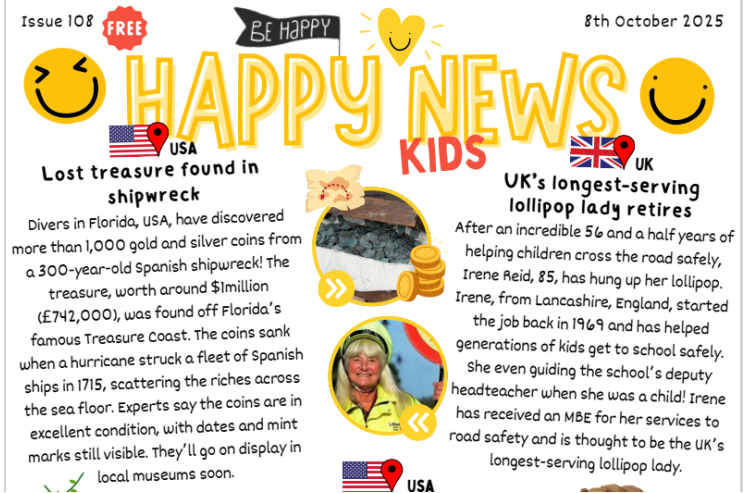 Issue 108
FREE
BE HAPPY
8th October 2025
HAPPY NEWS
KIDS
USA
Lost treasure found in
shipwreck
Divers in Florida, USA, have discovered
more than 1,000 gold and silver coins from
a 300-year-old Spanish shipwreck! The
treasure, worth around $1million
(£742,000), was found off Florida's
famous Treasure Coast. The coins sank
when a hurricane struck a fleet of Spanish
ships in 1715, scattering the riches across
the sea floor. Experts say the coins are in
excellent condition, with dates and mint
marks still visible. They'll go on display in
local museums soon.
UK
UK's longest-serving
lollipop lady retires
After an incredible 56 and a half years of
helping children cross the road safely,
Irene Reid, 85, has hung up her lollipop.
Irene, from Lancashire, England, started
the job back in 1969 and has helped
generations of kids get to school safely.
She even guiding the school's deputy
headteacher when she was a child! Irene
has received an MBE for her services to
road safety and is thought to be the UK's
longest-serving lollipop lady.
USA